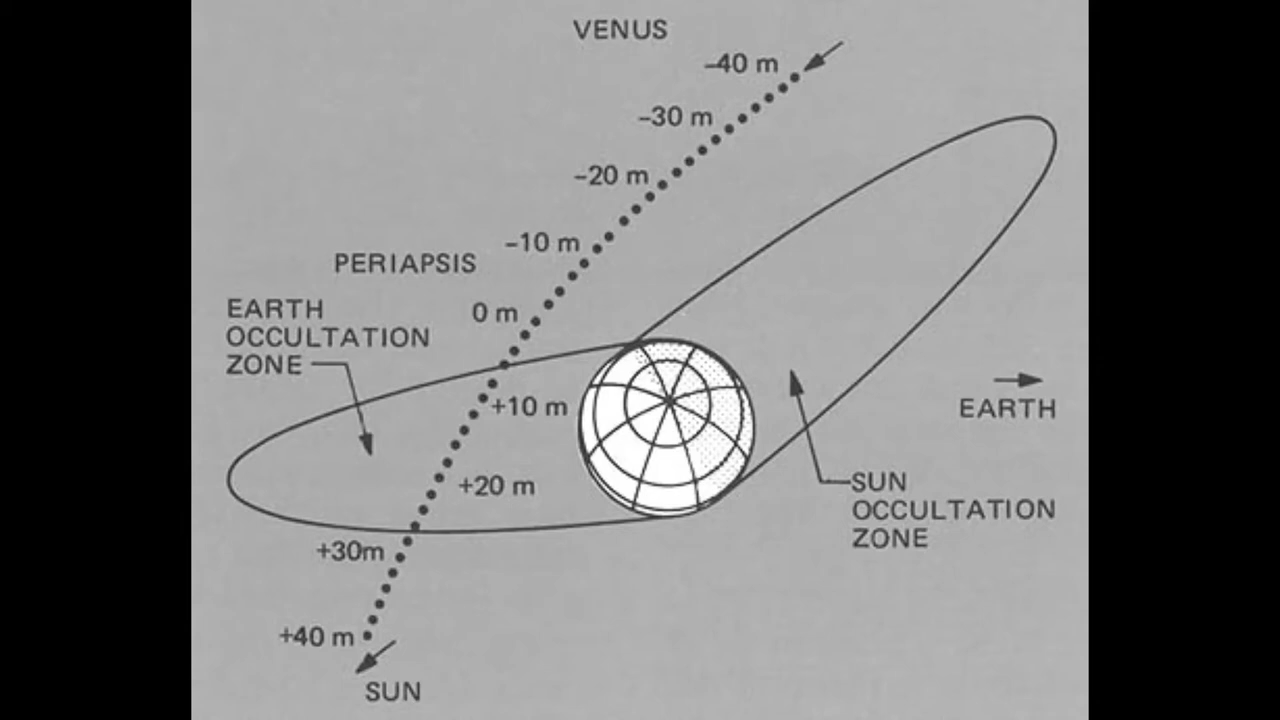 VENUS
–40 m
–30 m
–20 m
–10 m
PERIAPSIS
0 m
EARTH
OCCULTATION
ZONE
+10 m
EARTH
+20 m
SUN
OCCULTATION
ZONE
+30m
+40 m
SUN